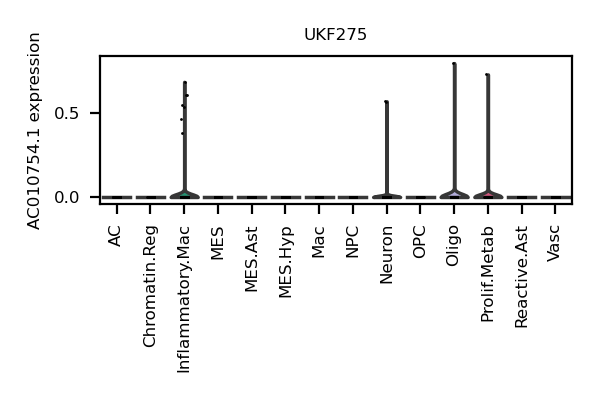 UKF275
AC010754.1 expression
0.5
0.0
AC
Chromatin.Reg
Inflammatory.Mac
MES
MES.Ast
MES.Hyp
Mac
NPC
Neuron
OPC
Oligo
Prolif.Metab
Reactive.Ast
Vasc